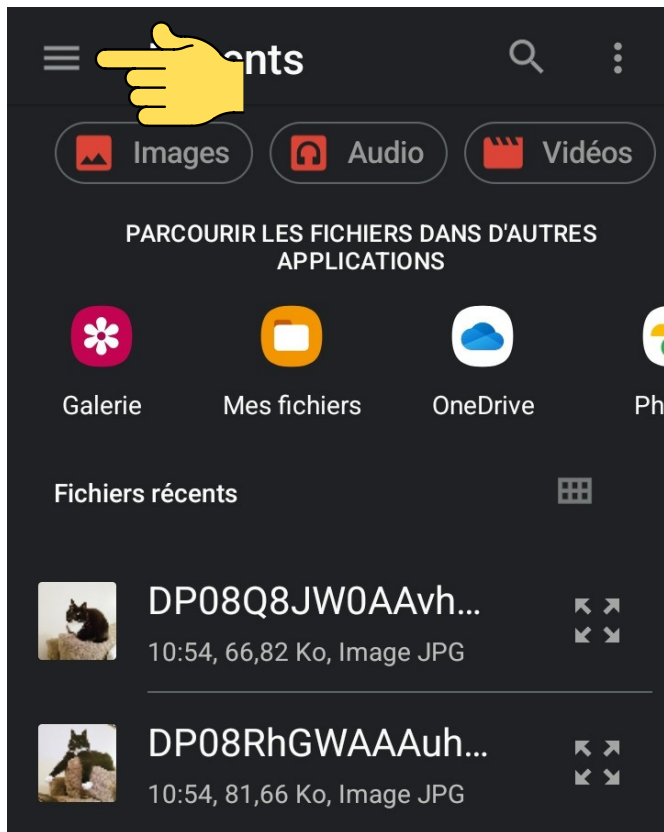 Images
Audio
Vidéos
PARCOURIR LES FICHIERS DANS D'AUTRES
APPLICATIONS
Galerie
Mes fichiers
OneDrive
Ph
Fichiers récents
DP08Q8JW0AAvh...
10:54, 66,82 Ko, Image JPG
DP08RhGWAAAuh...
10:54, 81,66 Ko, Image JPG